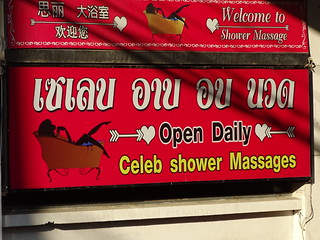 思丽 大浴室
欢迎您
Welcome to
Shower Massage
เซเลบ อาบ อบ นวด
Open Daily
Celeb shower Massages